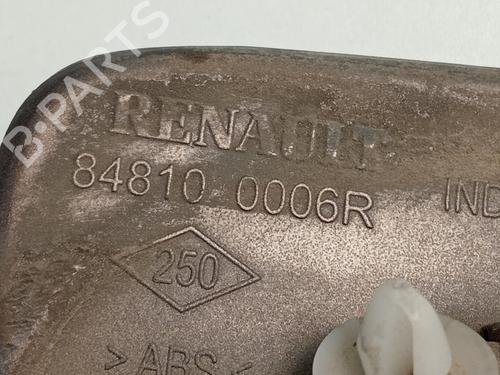 B-PARTS
RENAULT
84810 0006R
IND
250
>ABS<